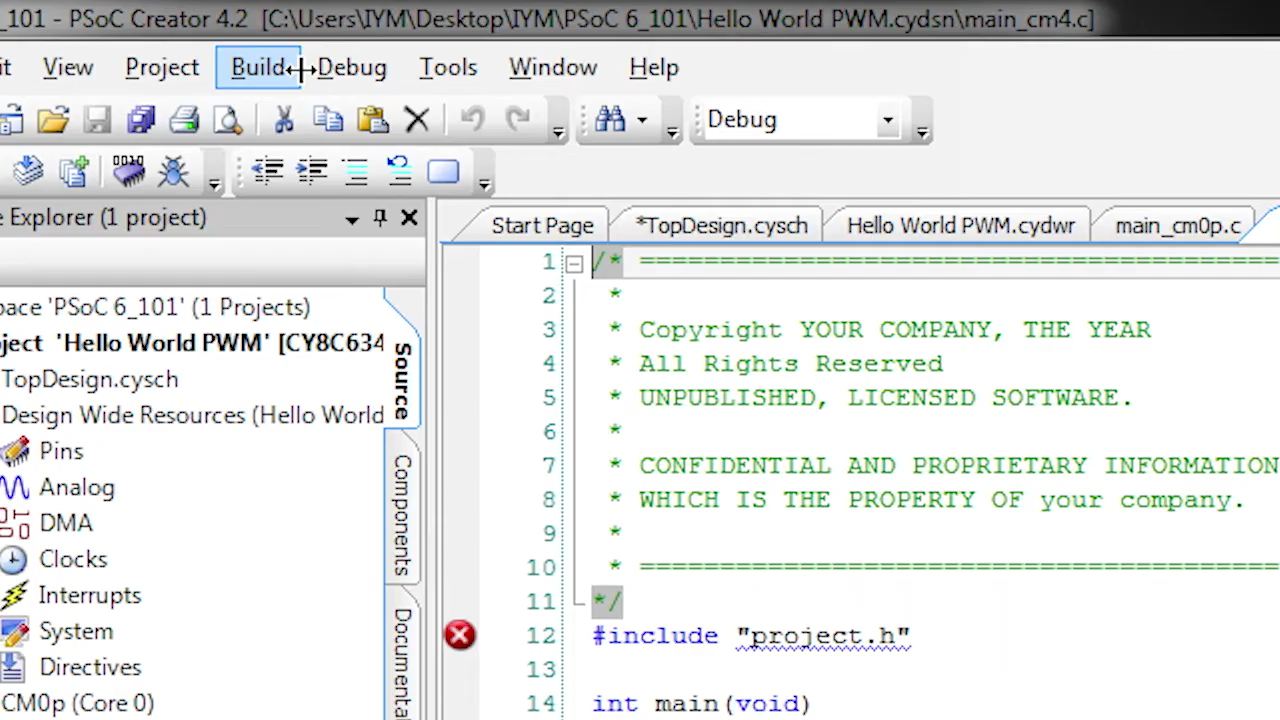 _101 - PSoC Creator 4.2 [C:\Users\IYM\Desktop\IYM\PSoC 6_101\Hello World PWM.cydsn\main_cm4.c]
it View Project Build Debug Tools Window Help
Debug
0010
e Explorer (1 project)
Start Page *TopDesign.cysch Hello World PWM.cydwr main_cm0p.c
pace 'PSoC 6_101' (1 Projects)
ject 'Hello World PWM' [CY8C634
TopDesign.cysch
Design Wide Resources (Hello World
Pins
Analog
DMA
Clocks
Interrupts
System
Directives
CM0p (Core 0)
Source
Components
Documenta
1 /* ========================================
2 *
3 * Copyright YOUR COMPANY, THE YEAR
4 * All Rights Reserved
5 * UNPUBLISHED, LICENSED SOFTWARE.
6 *
7 * CONFIDENTIAL AND PROPRIETARY INFORMATION
8 * WHICH IS THE PROPERTY OF your company.
9 *
10 * ========================================
11 */
12 #include "project.h"
13
14 int main(void)